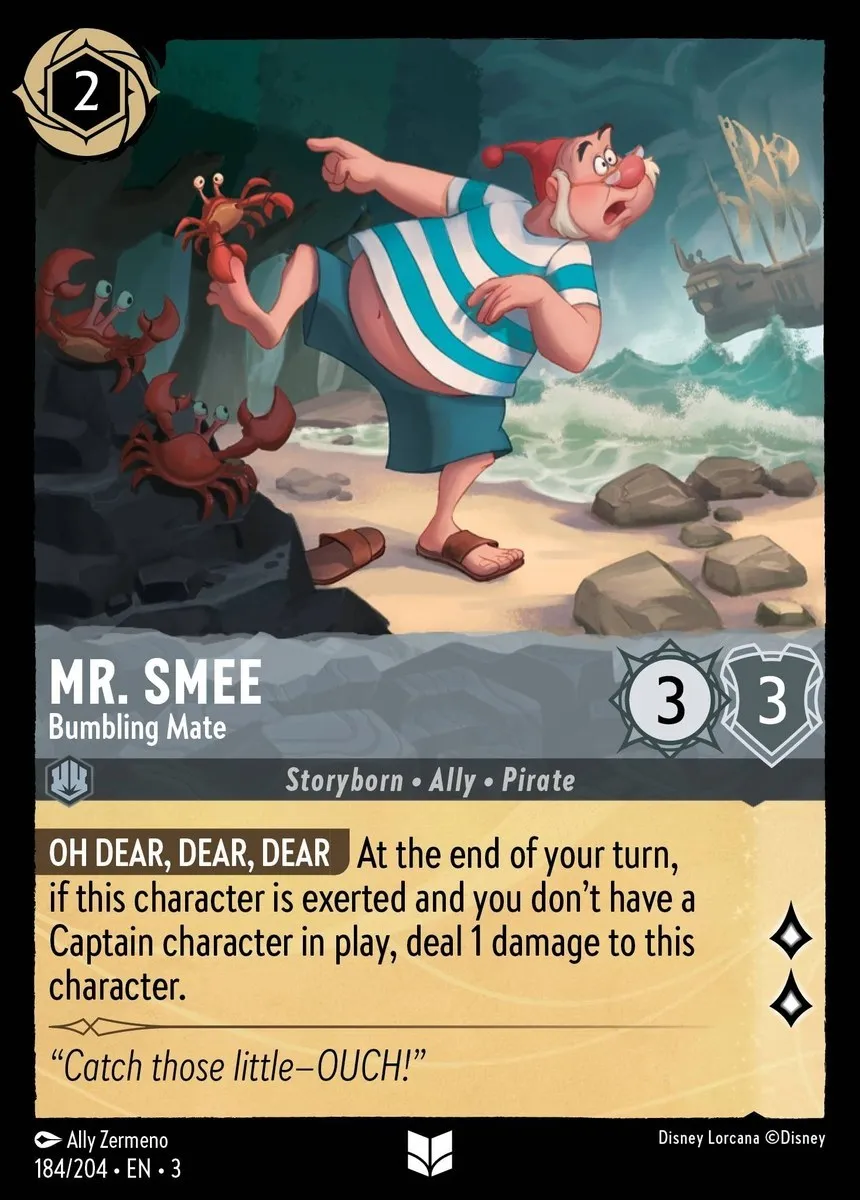 2
MR. SMEE
Bumbling Mate
3
3
Storyborn • Ally • Pirate
OH DEAR, DEAR, DEAR At the end of your turn,
if this character is exerted and you don’t have a
Captain character in play, deal 1 damage to this
character.
“Catch those little–OUCH!”
Ally Zermeno
184/204 • EN • 3
Disney Lorcana ©Disney